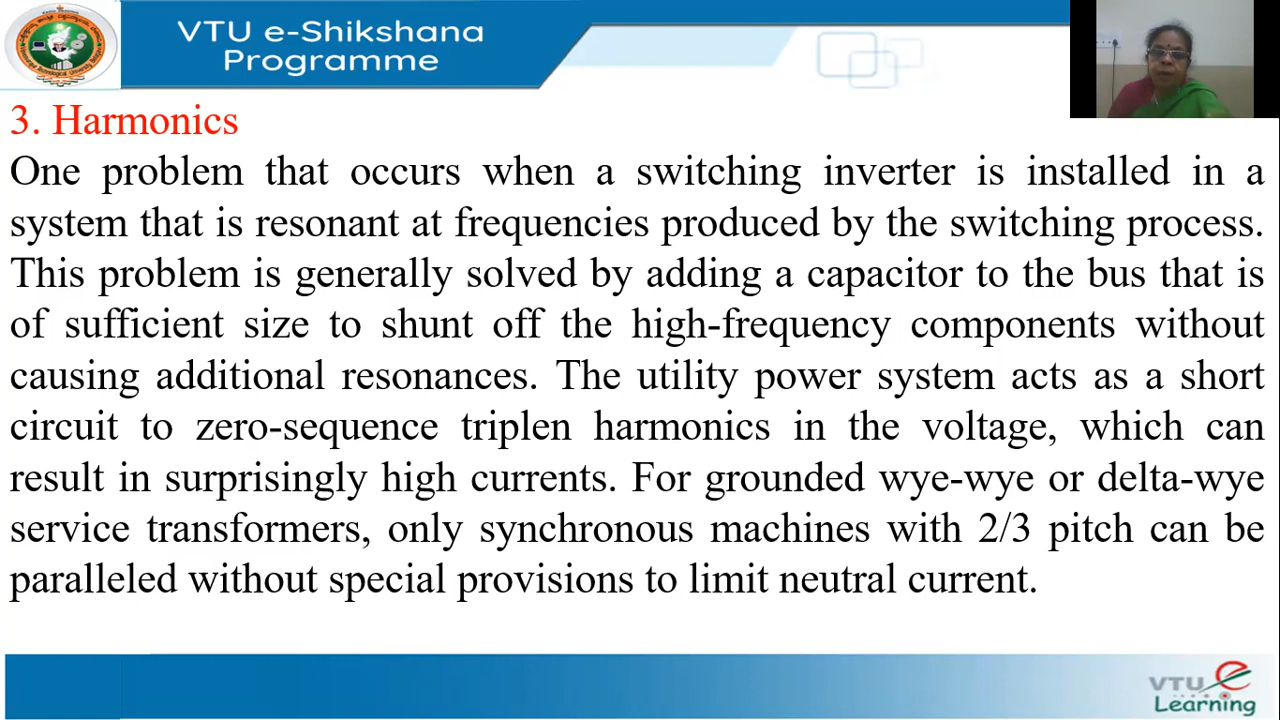 VTU e-Shikshana
Programme
3. Harmonics
One problem that occurs when a switching inverter is installed in a
system that is resonant at frequencies produced by the switching process.
This problem is generally solved by adding a capacitor to the bus that is
of sufficient size to shunt off the high-frequency components without
causing additional resonances. The utility power system acts as a short
circuit to zero-sequence triplen harmonics in the voltage, which can
result in surprisingly high currents. For grounded wye-wye or delta-wye
service transformers, only synchronous machines with 2/3 pitch can be
paralleled without special provisions to limit neutral current.
VTU e
Learning